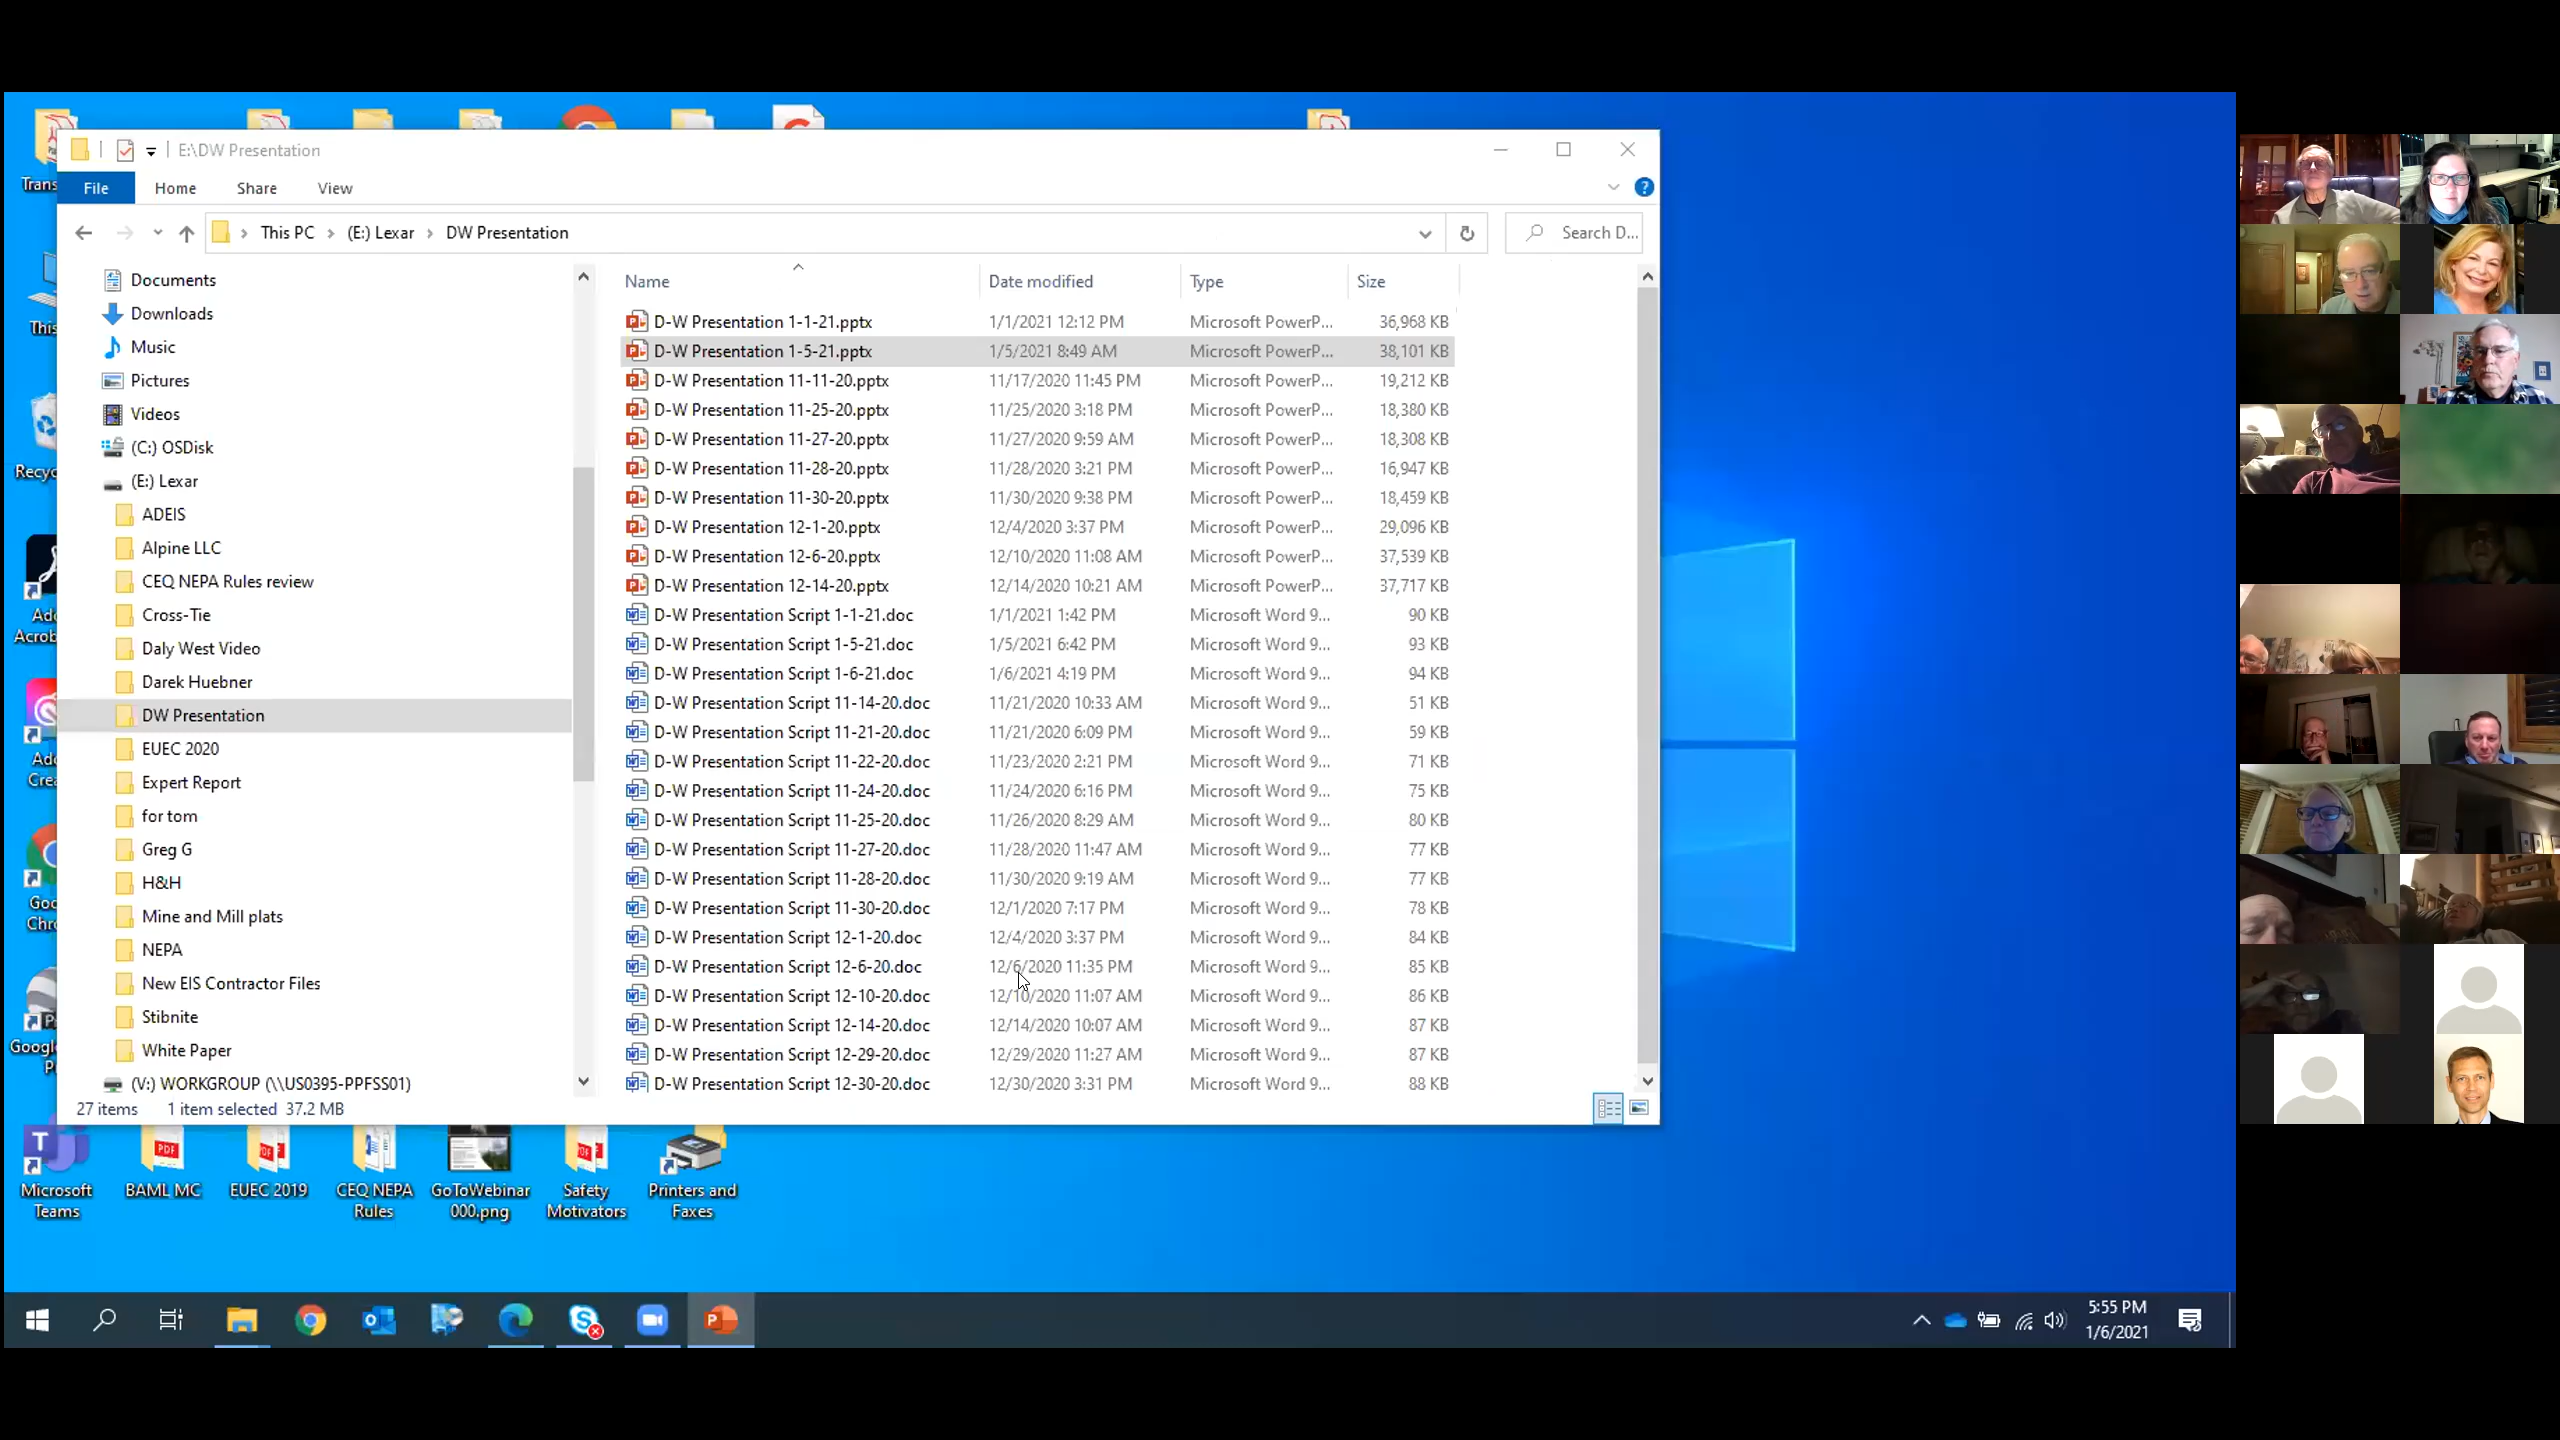 E:\DW Presentation
File Home Share View
This PC (E:) Lexar DW Presentation
Search D...
Documents
Downloads
Music
Pictures
Videos
(C:) OSDisk
(E:) Lexar
ADEIS
Alpine LLC
CEQ NEPA Rules review
Cross-Tie
Daly West Video
Darek Huebner
DW Presentation
EUEC 2020
Expert Report
for tom
Greg G
H&H
Mine and Mill plats
NEPA
New EIS Contractor Files
Stibnite
White Paper
(V:) WORKGROUP (\\US0395-PPFSS01)
Name Date modified Type Size
D-W Presentation 1-1-21.pptx 1/1/2021 12:12 PM Microsoft PowerP... 36,968 KB
D-W Presentation 1-5-21.pptx 1/5/2021 8:49 AM Microsoft PowerP... 38,101 KB
D-W Presentation 11-11-20.pptx 11/17/2020 11:45 PM Microsoft PowerP... 19,212 KB
D-W Presentation 11-25-20.pptx 11/25/2020 3:18 PM Microsoft PowerP... 18,380 KB
D-W Presentation 11-27-20.pptx 11/27/2020 9:59 AM Microsoft PowerP... 18,308 KB
D-W Presentation 11-28-20.pptx 11/28/2020 3:21 PM Microsoft PowerP... 16,947 KB
D-W Presentation 11-30-20.pptx 11/30/2020 9:38 PM Microsoft PowerP... 18,459 KB
D-W Presentation 12-1-20.pptx 12/4/2020 3:37 PM Microsoft PowerP... 29,096 KB
D-W Presentation 12-6-20.pptx 12/10/2020 11:08 AM Microsoft PowerP... 37,539 KB
D-W Presentation 12-14-20.pptx 12/14/2020 10:21 AM Microsoft PowerP... 37,717 KB
D-W Presentation Script 1-1-21.doc 1/1/2021 1:42 PM Microsoft Word 9... 90 KB
D-W Presentation Script 1-5-21.doc 1/5/2021 6:42 PM Microsoft Word 9... 93 KB
D-W Presentation Script 1-6-21.doc 1/6/2021 4:19 PM Microsoft Word 9... 94 KB
D-W Presentation Script 11-14-20.doc 11/21/2020 10:33 AM Microsoft Word 9... 51 KB
D-W Presentation Script 11-21-20.doc 11/21/2020 6:09 PM Microsoft Word 9... 59 KB
D-W Presentation Script 11-22-20.doc 11/23/2020 2:21 PM Microsoft Word 9... 71 KB
D-W Presentation Script 11-24-20.doc 11/24/2020 6:16 PM Microsoft Word 9... 75 KB
D-W Presentation Script 11-25-20.doc 11/26/2020 8:29 AM Microsoft Word 9... 80 KB
D-W Presentation Script 11-27-20.doc 11/28/2020 11:47 AM Microsoft Word 9... 77 KB
D-W Presentation Script 11-28-20.doc 11/30/2020 9:19 AM Microsoft Word 9... 77 KB
D-W Presentation Script 11-30-20.doc 12/1/2020 7:17 PM Microsoft Word 9... 78 KB
D-W Presentation Script 12-1-20.doc 12/4/2020 3:37 PM Microsoft Word 9... 84 KB
D-W Presentation Script 12-6-20.doc 12/6/2020 11:35 PM Microsoft Word 9... 85 KB
D-W Presentation Script 12-10-20.doc 12/10/2020 11:07 AM Microsoft Word 9... 86 KB
D-W Presentation Script 12-14-20.doc 12/14/2020 10:07 AM Microsoft Word 9... 87 KB
D-W Presentation Script 12-29-20.doc 12/29/2020 11:27 AM Microsoft Word 9... 87 KB
D-W Presentation Script 12-30-20.doc 12/30/2020 3:31 PM Microsoft Word 9... 88 KB
27 items 1 item selected 37.2 MB
Trans
This
Recyc
Ado
Acrob
Ado
Crea
Goo
Chro
Google
P
Microsoft
Teams
BAML MC
EUEC 2019
CEQ NEPA
Rules
GoToWebinar
000.png
Safety
Motivators
Printers and
Faxes
5:55 PM
1/6/2021